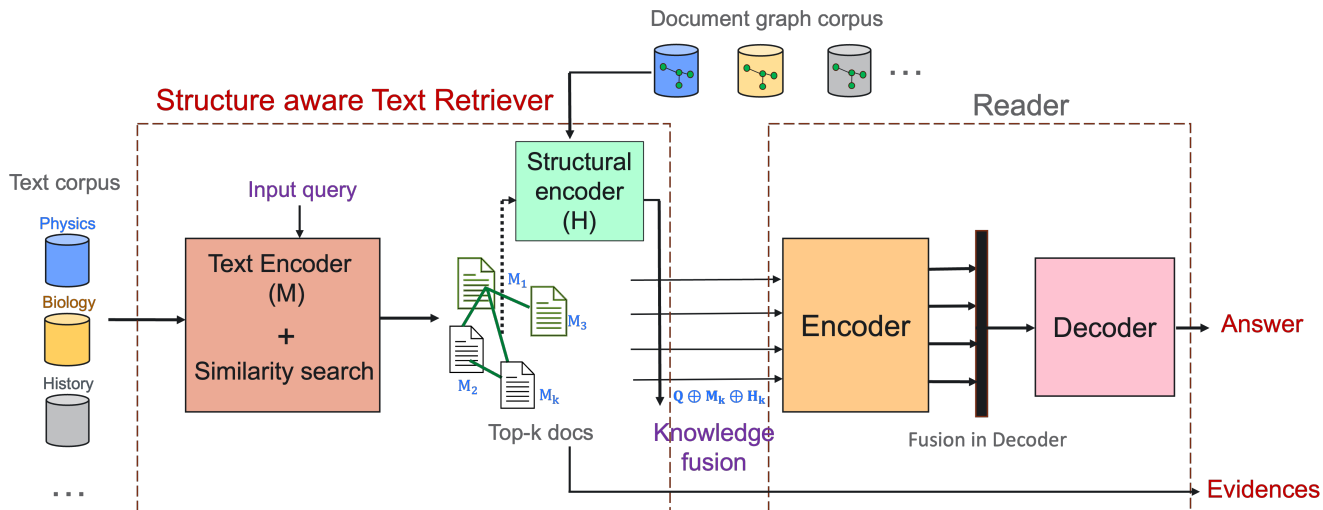 Document graph corpus
...
Structure aware Text Retriever
Reader
Text corpus
Physics
Biology
History
...
Input query
Text Encoder
(M)
+
Similarity search
Structural
encoder
(H)
M₁
M₃
M₂
Mₖ
Top-k docs
Q ⊕ Mₖ ⊕ Hₖ
Knowledge
fusion
Encoder
Fusion in Decoder
Decoder
Answer
Evidences